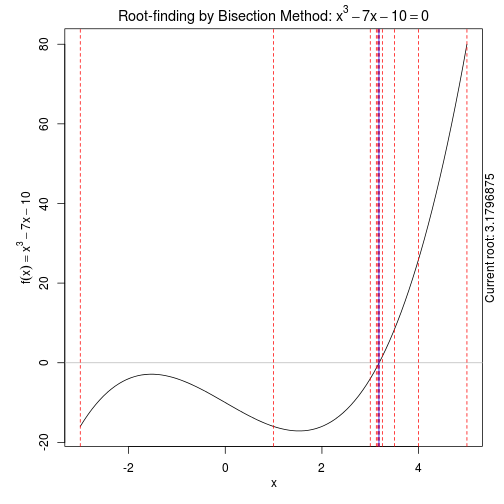 Root-finding by Bisection Method: x³ − 7x − 10 = 0
f(x) = x³ − 7x − 10
80
60
40
20
0
-20
Current root: 3.1796875
-2
0
2
4
x